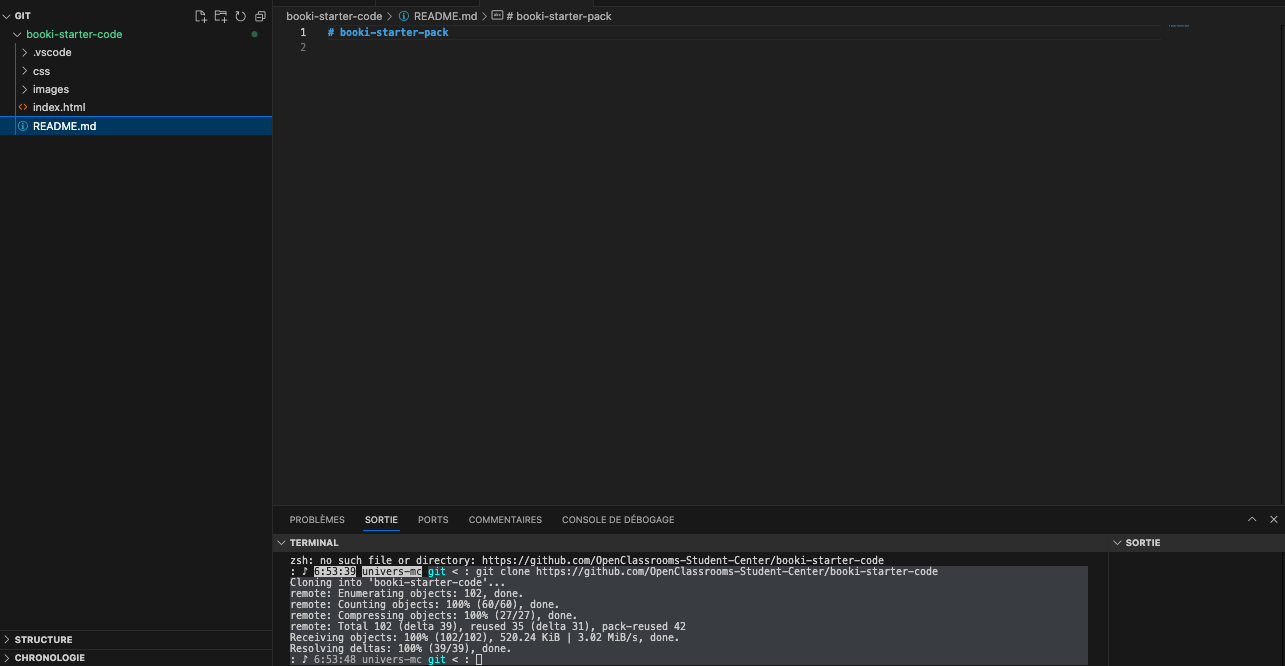 GIT
booki-starter-code
.vscode
css
images
index.html
README.md
STRUCTURE
CHRONOLOGIE
booki-starter-code > README.md > # booki-starter-pack
1 # booki-starter-pack
2
PROBLÈMES SORTIE PORTS COMMENTAIRES CONSOLE DE DÉBOGAGE
TERMINAL
zsh: no such file or directory: https://github.com/OpenClassrooms-Student-Center/booki-starter-code
: ♪ 6:53:39 univers-mc git < : git clone https://github.com/OpenClassrooms-Student-Center/booki-starter-code
Cloning into 'booki-starter-code'...
remote: Enumerating objects: 102, done.
remote: Counting objects: 100% (60/60), done.
remote: Compressing objects: 100% (27/27), done.
remote: Total 102 (delta 39), reused 35 (delta 31), pack-reused 42
Receiving objects: 100% (102/102), 520.24 KiB | 3.02 MiB/s, done.
Resolving deltas: 100% (39/39), done.
: ♪ 6:53:48 univers-mc git < :
SORTIE